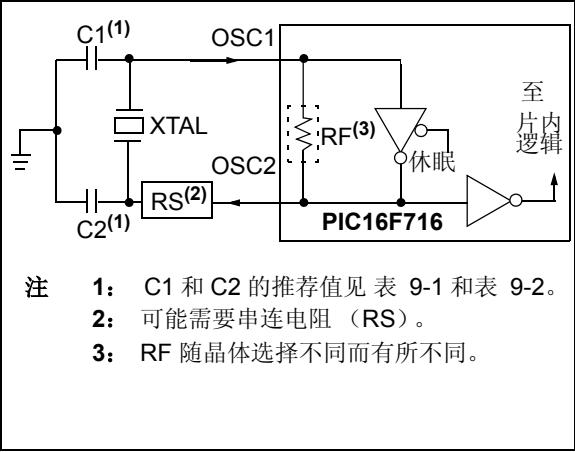 C1(1)
OSC1
至
片内
逻辑
XTAL
RF(3)
休眠
OSC2
RS(2)
C2(1)
PIC16F716
注 1： C1 和 C2 的推荐值见 表 9-1 和表 9-2。
2： 可能需要串连电阻 （RS）。
3： RF 随晶体选择不同而有所不同。